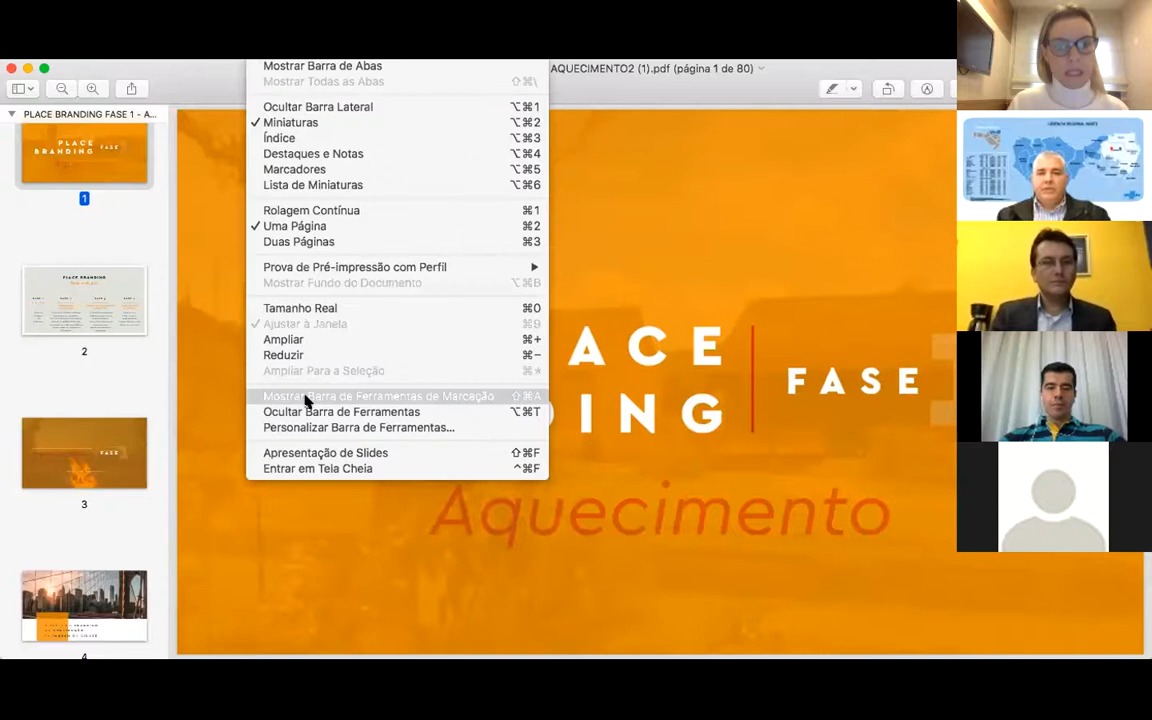 AQUECIMENTO2 (1).pdf (página 1 de 80)
Mostrar Barra de Abas
Mostrar Todas as Abas ⇧⌘\
Ocultar Barra Lateral ⌥⌘1
✓ Miniaturas ⌥⌘2
Índice ⌥⌘3
Destaques e Notas ⌥⌘4
Marcadores ⌥⌘5
Lista de Miniaturas ⌥⌘6
Rolagem Contínua ⌘1
✓ Uma Página ⌘2
Duas Páginas ⌘3
Prova de Pré-impressão com Perfil
Mostrar Fundo do Documento ⌥⌘B
Tamanho Real ⌘0
✓ Ajustar à Janela ⌘9
Ampliar ⌘+
Reduzir ⌘−
Ampliar Para a Seleção ⌘*
Mostrar Barra de Ferramentas de Marcação ⇧⌘A
Ocultar Barra de Ferramentas ⌥⌘T
Personalizar Barra de Ferramentas...
Apresentação de Slides ⇧⌘F
Entrar em Tela Cheia ^⌘F
PLACE BRANDING FASE 1 - A...
PLACE
BRANDING FASE
1
PLACE BRANDING
2
FASE
3
4
ACE
DING
FASE
Aquecimento